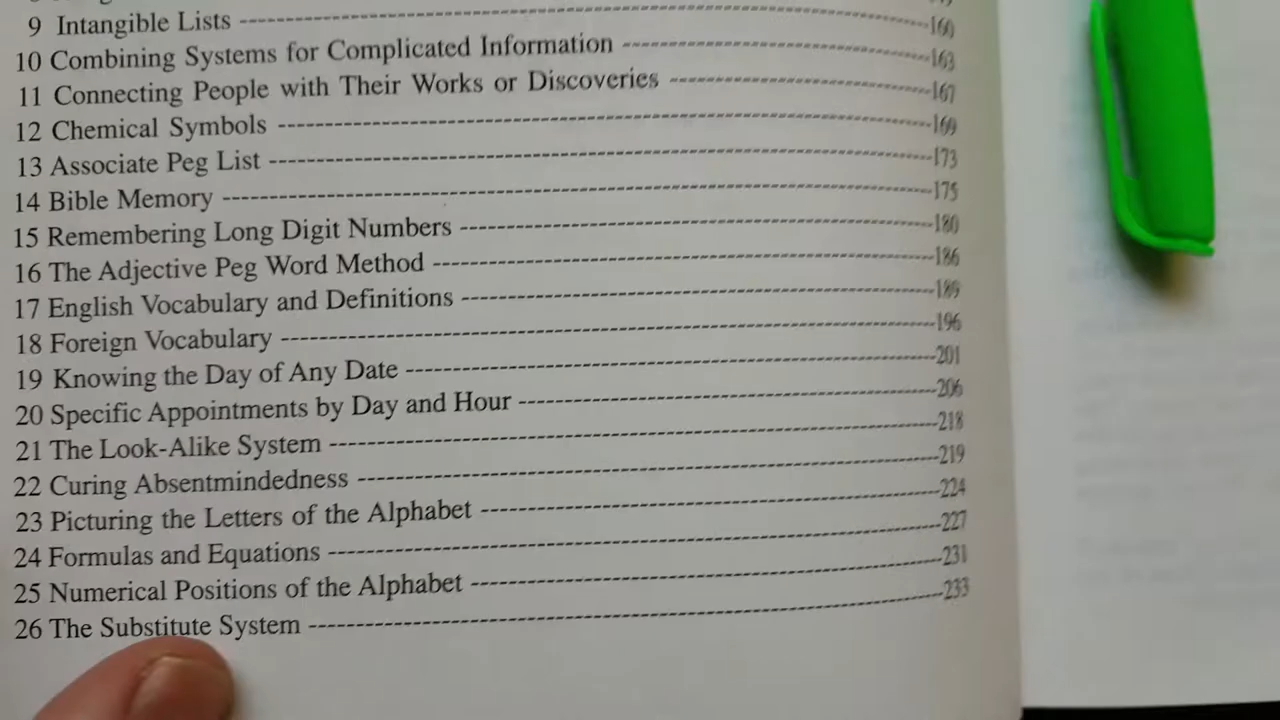 9 Intangible Lists ---------- 160
10 Combining Systems for Complicated Information ---------- 163
11 Connecting People with Their Works or Discoveries ---------- 167
12 Chemical Symbols ---------- 169
13 Associate Peg List ---------- 173
14 Bible Memory ---------- 175
15 Remembering Long Digit Numbers ---------- 180
16 The Adjective Peg Word Method ---------- 186
17 English Vocabulary and Definitions ---------- 189
18 Foreign Vocabulary ---------- 196
19 Knowing the Day of Any Date ---------- 201
20 Specific Appointments by Day and Hour ---------- 206
21 The Look-Alike System ---------- 218
22 Curing Absentmindedness ---------- 219
23 Picturing the Letters of the Alphabet ---------- 224
24 Formulas and Equations ---------- 227
25 Numerical Positions of the Alphabet ---------- 231
26 The Substitute System ---------- 233